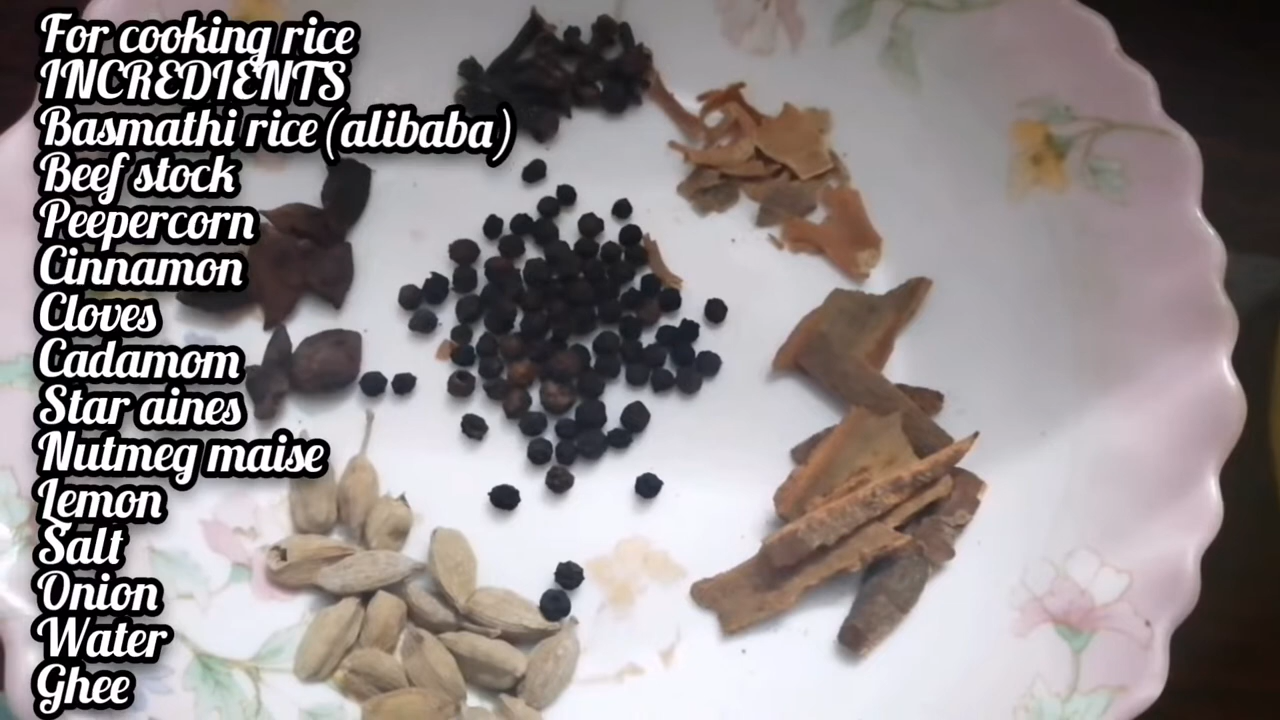 For cooking rice
INCREDIENTS
Basmathi rice(alibaba)
Beef stock
Peepercorn
Cinnamon
Cloves
Cadamom
Star aines
Nutmeg maise
Lemon
Salt
Onion
Water
Ghee